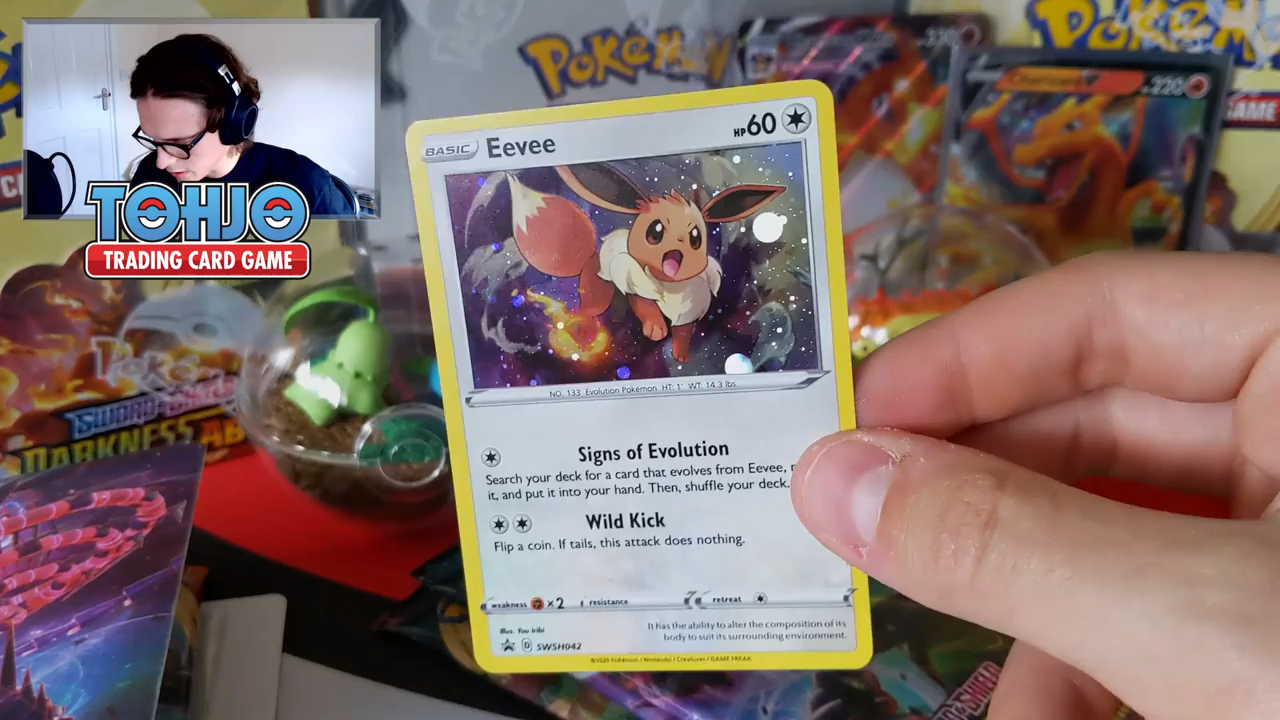 POKéMON
TOHJO
TRADING CARD GAME
BASIC Eevee HP60
NO. 133 Evolution Pokémon HT: 1' WT: 14.3 lbs.
Signs of Evolution
Search your deck for a card that evolves from Eevee,
it, and put it into your hand. Then, shuffle your deck.
Wild Kick
Flip a coin. If tails, this attack does nothing.
weakness ×2 resistance retreat
Illus. You Iribi
It has the ability to alter the composition of its
body to suit its surrounding environment.
D SWSH042
©2020 Pokémon / Nintendo / Creatures / GAME FREAK
220
330
GAME
Poké
SWORD
DARKNESS AB